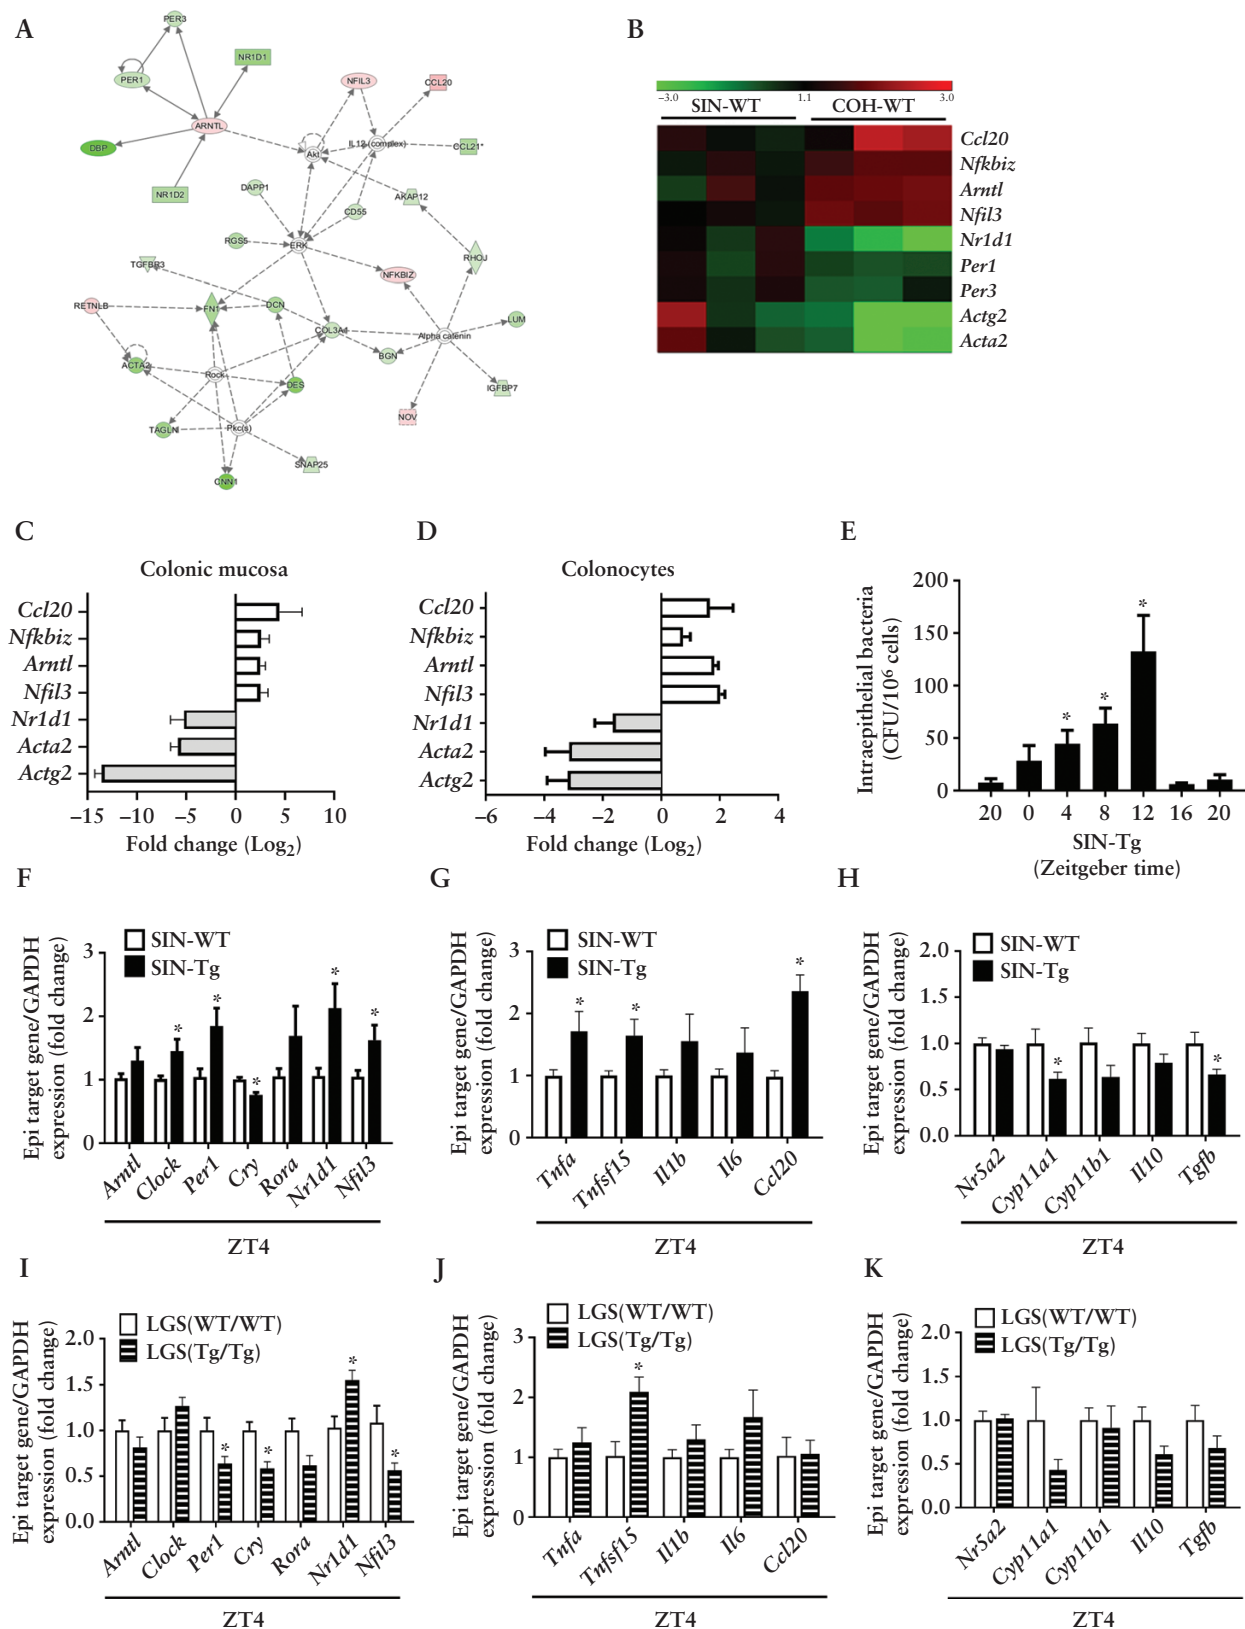 A
PER3
NR1D1
PER1
NFIL3
CCL20
ARNTL
DBP
Akt
IL12 (complex)
CCL21*
NR1D2
DAPP1
AKAP12
CD55
RGS5
ERK
TGFBR3
NFKBIZ
RHOJ
RETNLB
FN1
DCN
COL3A1
Alpha catenin
LUM
ACTA2
Rock
BGN
DES
IGFBP7
NOV
TAGLN
Pkc(s)
SNAP25
CNN1
B
−3.0 1.1 3.0
SIN-WT COH-WT
Ccl20
Nfkbiz
Arntl
Nfil3
Nr1d1
Per1
Per3
Actg2
Acta2
C
Colonic mucosa
Ccl20
Nfkbiz
Arntl
Nfil3
Nr1d1
Acta2
Actg2
−15 −10 −5 0 5 10
Fold change (Log2)
D
Colonocytes
Ccl20
Nfkbiz
Arntl
Nfil3
Nr1d1
Acta2
Actg2
−6 −4 −2 0 2 4
Fold change (Log2)
E
Intraepithelial bacteria
(CFU/10⁶ cells)
200
150
100
50
0
* * *
20 0 4 8 12 16 20
SIN-Tg
(Zeitgeber time)
F
Epi target gene/GAPDH
expression (fold change)
SIN-WT
SIN-Tg
3
2
1
0
* * * * *
Arntl Clock Per1 Cry Rora Nr1d1 Nfil3
ZT4
G
Epi target gene/GAPDH
expression (fold change)
SIN-WT
SIN-Tg
3
2
1
0
* * *
Tnfa Tnfsf15 Il1b Il6 Ccl20
ZT4
H
Epi target gene/GAPDH
expression (fold change)
SIN-WT
SIN-Tg
2.0
1.5
1.0
0.5
0.0
* *
Nr5a2 Cyp11a1 Cyp11b1 Il10 Tgfb
ZT4
I
Epi target gene/GAPDH
expression (fold change)
LGS(WT/WT)
LGS(Tg/Tg)
2.0
1.5
1.0
0.5
0.0
* * * *
Arntl Clock Per1 Cry Rora Nr1d1 Nfil3
ZT4
J
Epi target gene/GAPDH
expression (fold change)
LGS(WT/WT)
LGS(Tg/Tg)
3
2
1
0
*
Tnfa Tnfsf15 Il1b Il6 Ccl20
ZT4
K
Epi target gene/GAPDH
expression (fold change)
LGS(WT/WT)
LGS(Tg/Tg)
2.0
1.5
1.0
0.5
0.0
Nr5a2 Cyp11a1 Cyp11b1 Il10 Tgfb
ZT4